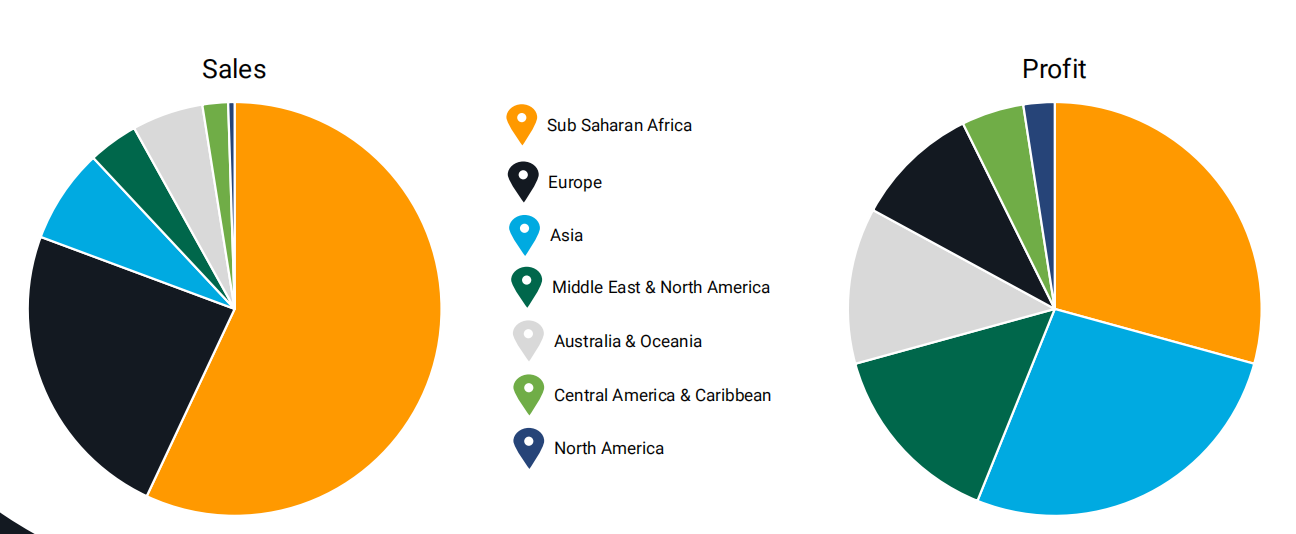 Sales
Sub Saharan Africa
Europe
Asia
Middle East & North America
Australia & Oceania
Central America & Caribbean
North America
Profit